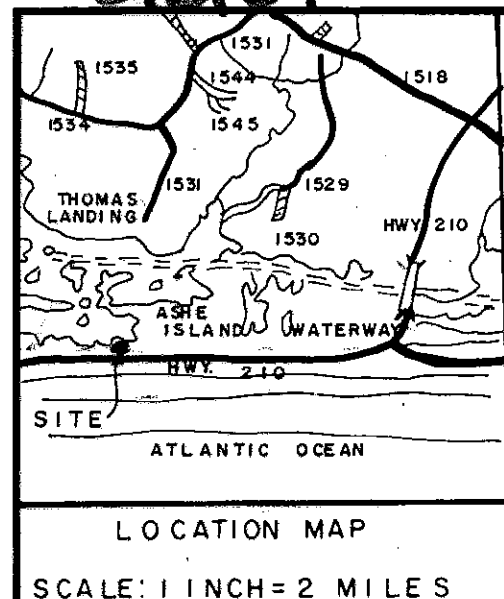 1531
1535
1544
1518
1534
1545
1531
1529
THOMAS
LANDING
1530
HWY. 210
ASHE
ISLAND
WATERWAY
HWY. 210
SITE
ATLANTIC OCEAN
LOCATION MAP
SCALE: 1 INCH = 2 MILES